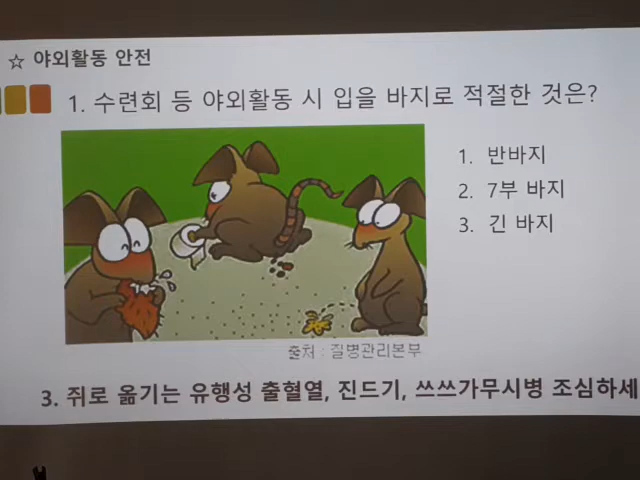 ☆ 야외활동 안전
1. 수련회 등 야외활동 시 입을 바지로 적절한 것은?
1. 반바지
2. 7부 바지
3. 긴 바지
출처 : 질병관리본부
3. 쥐로 옮기는 유행성 출혈열, 진드기, 쓰쓰가무시병 조심하세